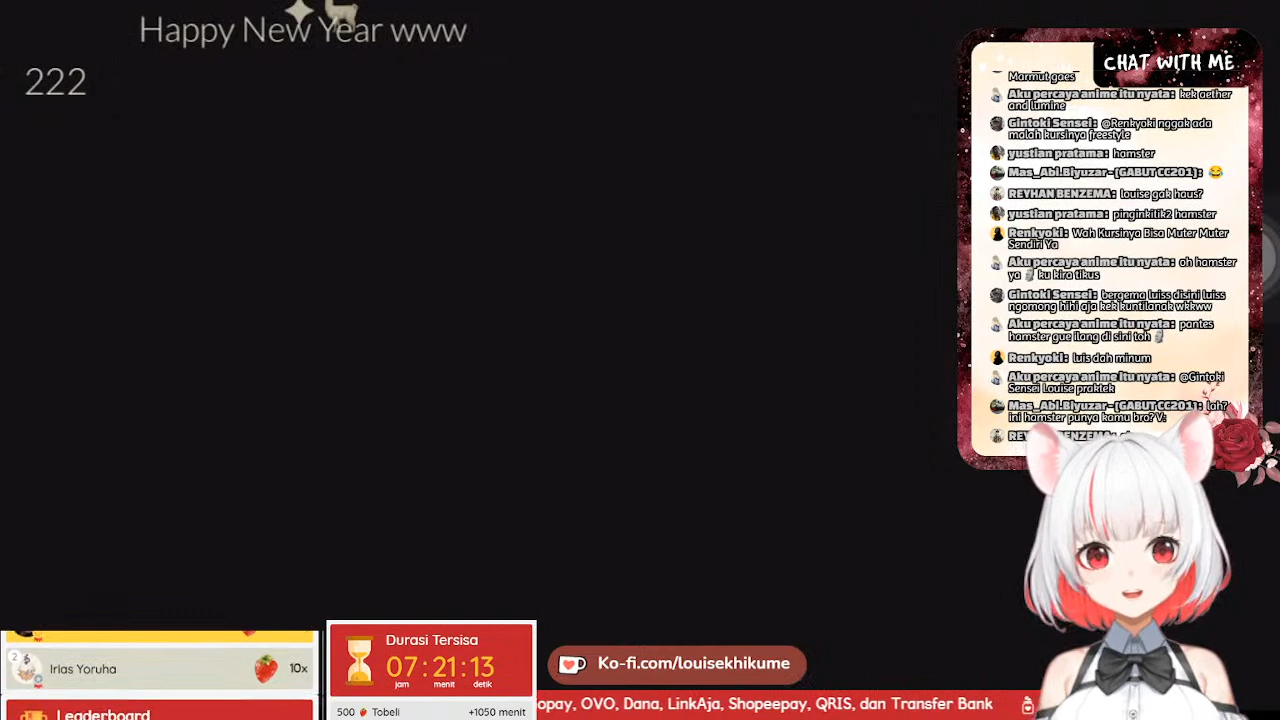 Happy New Year www
222
CHAT WITH ME
Marmut goes
Aku percaya anime itu nyata: kek aether
and lumine
Gintoki Sensei: @Renkyoki nggak ada
malah kursinya freestyle
yustian pratama: hamster
Mas_Abi.Biyuzar - [GABUT CC201]: 😂
REYHAN BENZEMA: louise gak haus?
yustian pratama: pinginkitik2 hamster
Renkyoki: Wah Kursinya Bisa Muter Muter
Sendiri Ya
Aku percaya anime itu nyata: oh hamster
ya 🗿 ku kira tikus
Gintoki Sensei: bergema luiss disini luiss
ngomong hihi aja kek kuntilanak wkkww
Aku percaya anime itu nyata: pantes
hamster gue ilang di sini toh 🗿
Renkyoki: luis dah minum
Aku percaya anime itu nyata: @Gintoki
Sensei Louise praktek
Mas_Abi.Biyuzar - [GABUT CC201]: lah?
ini hamster punya kamu bro? V:
2 Irlas Yoruha 10x
Leaderboard
Durasi Tersisa
07:21:13
jam menit detik
500 Tobeli +1050 menit
Ko-fi.com/louisekhikume
opay, OVO, Dana, LinkAja, Shopeepay, QRIS, dan Transfer Bank